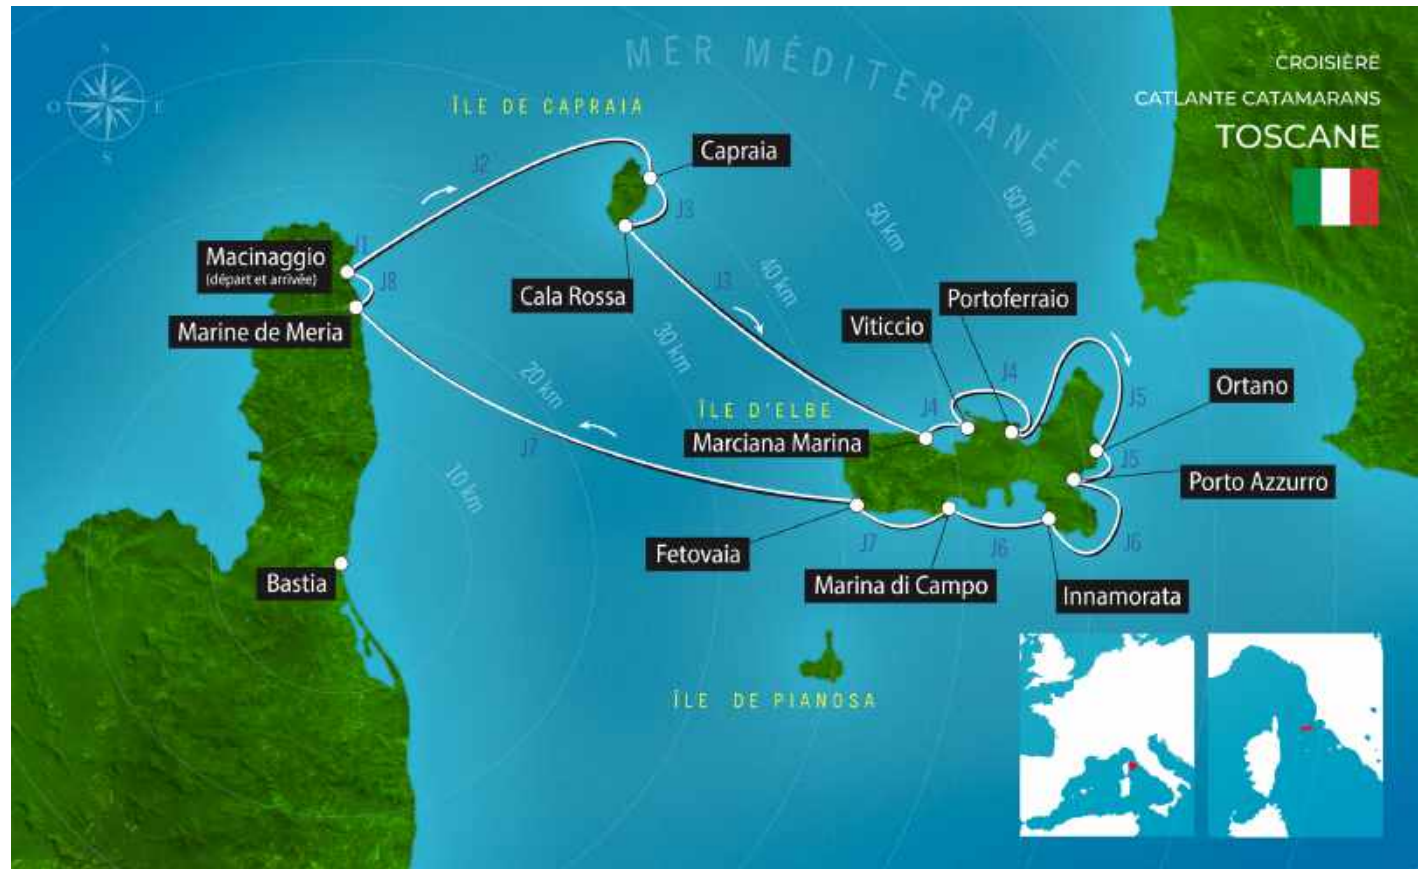 MER MÉDITERRANÉE
CROISIÈRE
CATLANTE CATAMARANS
TOSCANE
S
O
E
S
ÎLE DE CAPRAIA
Capraia
J2
J3
50 km
60 km
J1
Macinaggio
(départ et arrivée)
J8
Cala Rossa
J3
40 km
Portoferraio
Viticcio
Marine de Meria
30 km
20 km
J4
J5
Ortano
ÎLE D'ELBE
J4
Marciana Marina
J7
J5
Porto Azzurro
10 km
Fetovaia
J7
J6
J6
Bastia
Marina di Campo
Innamorata
ÎLE DE PIANOSA